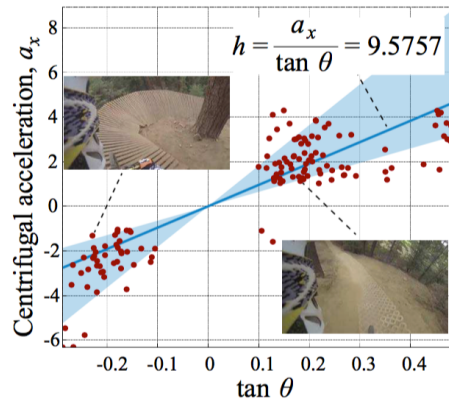 h = a_x / tan θ = 9.5757
Centrifugal acceleration, a_x
8
6
4
2
0
-2
-4
-6
-0.2 -0.1 0 0.1 0.2 0.3 0.4
tan θ